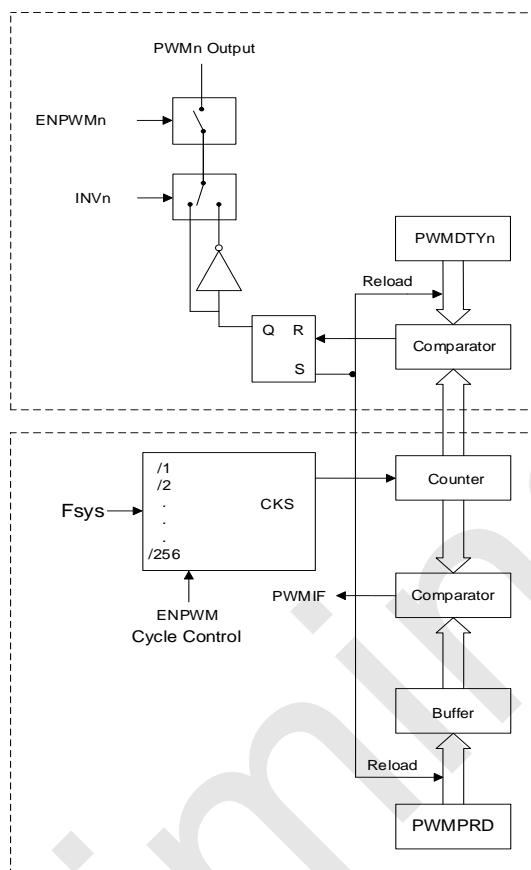 PWMn Output
ENPWMn
INVn
PWMDTYn
Reload
Q R
Comparator
S
/1
/2
.
.
.
/256
CKS
Fsys
Counter
PWMIF
Comparator
ENPWM
Cycle Control
Buffer
Reload
PWMPRD